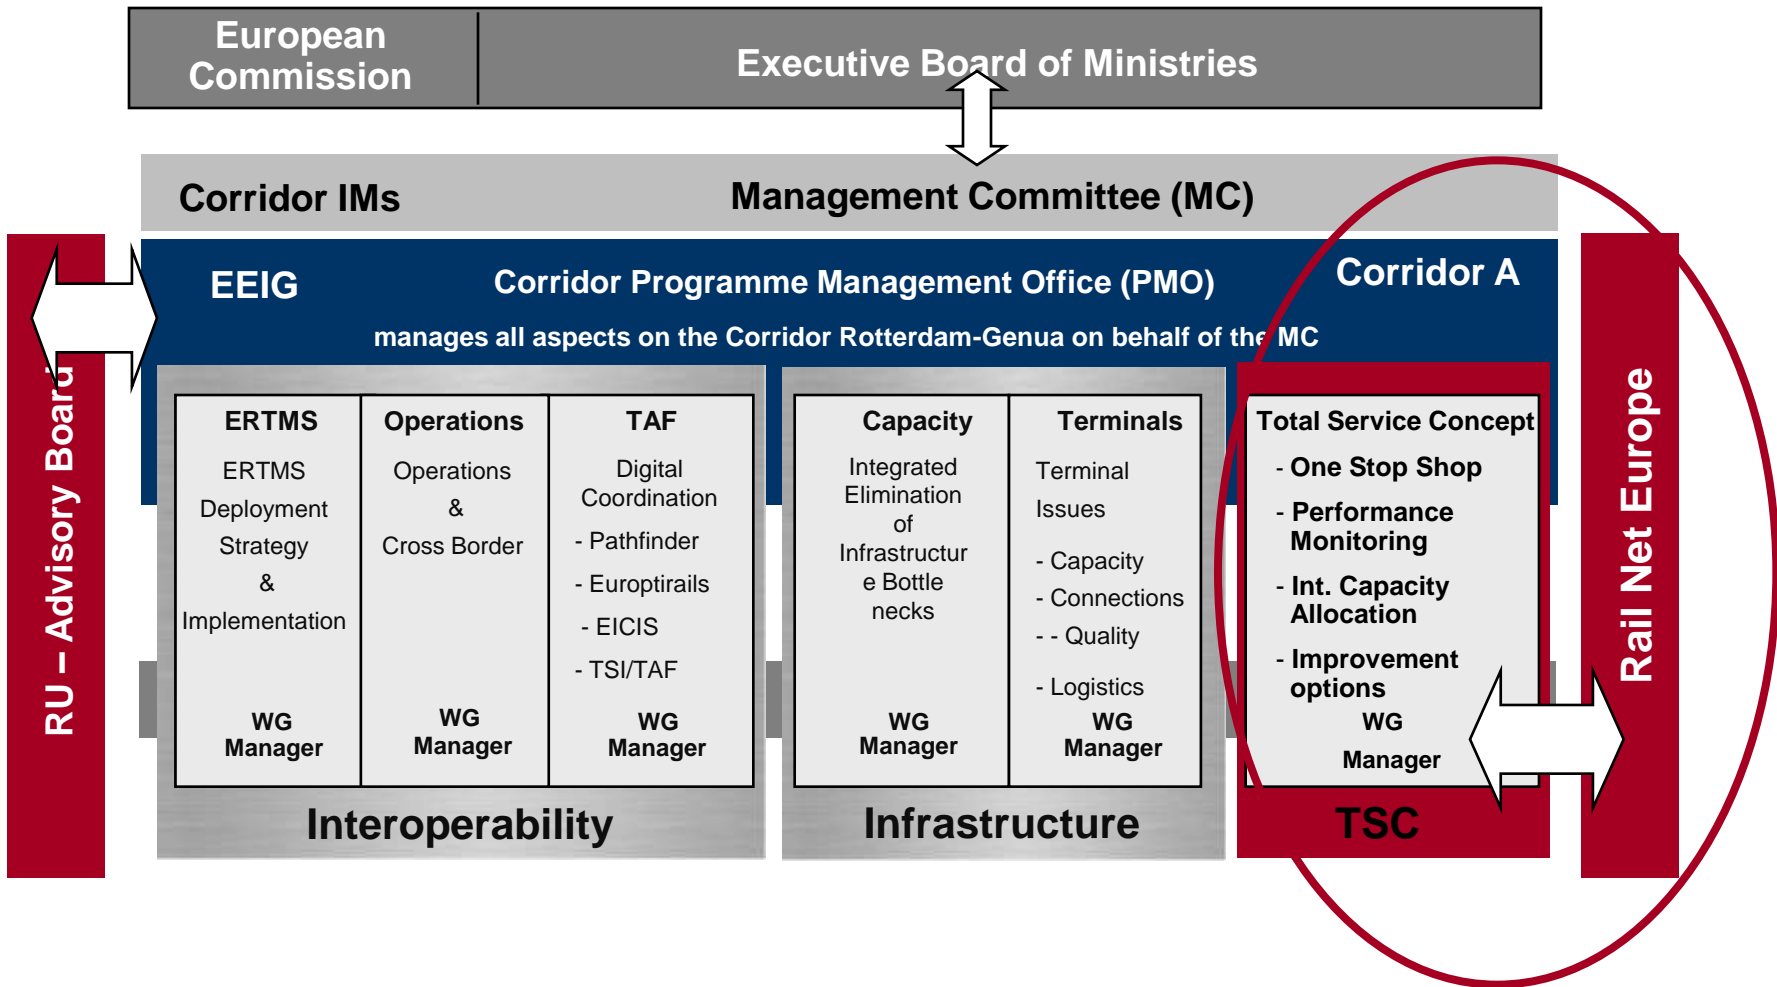 European
Commission
Executive Board of Ministries
Corridor IMs
Management Committee (MC)
EEIG
Corridor Programme Management Office (PMO)
Corridor A
manages all aspects on the Corridor Rotterdam-Genua on behalf of the MC
RU – Advisory Board
ERTMS
ERTMS
Deployment
Strategy
&
Implementation
WG
Manager
Operations
Operations
&
Cross Border
WG
Manager
TAF
Digital
Coordination
- Pathfinder
- Europtirails
- EICIS
- TSI/TAF
WG
Manager
Interoperability
Capacity
Integrated
Elimination
of
Infrastructur
e Bottle
necks
WG
Manager
Terminals
Terminal
Issues
- Capacity
- Connections
- - Quality
- Logistics
WG
Manager
Infrastructure
Total Service Concept
- One Stop Shop
- Performance
Monitoring
- Int. Capacity
Allocation
- Improvement
options
WG
Manager
TSC
Rail Net Europe